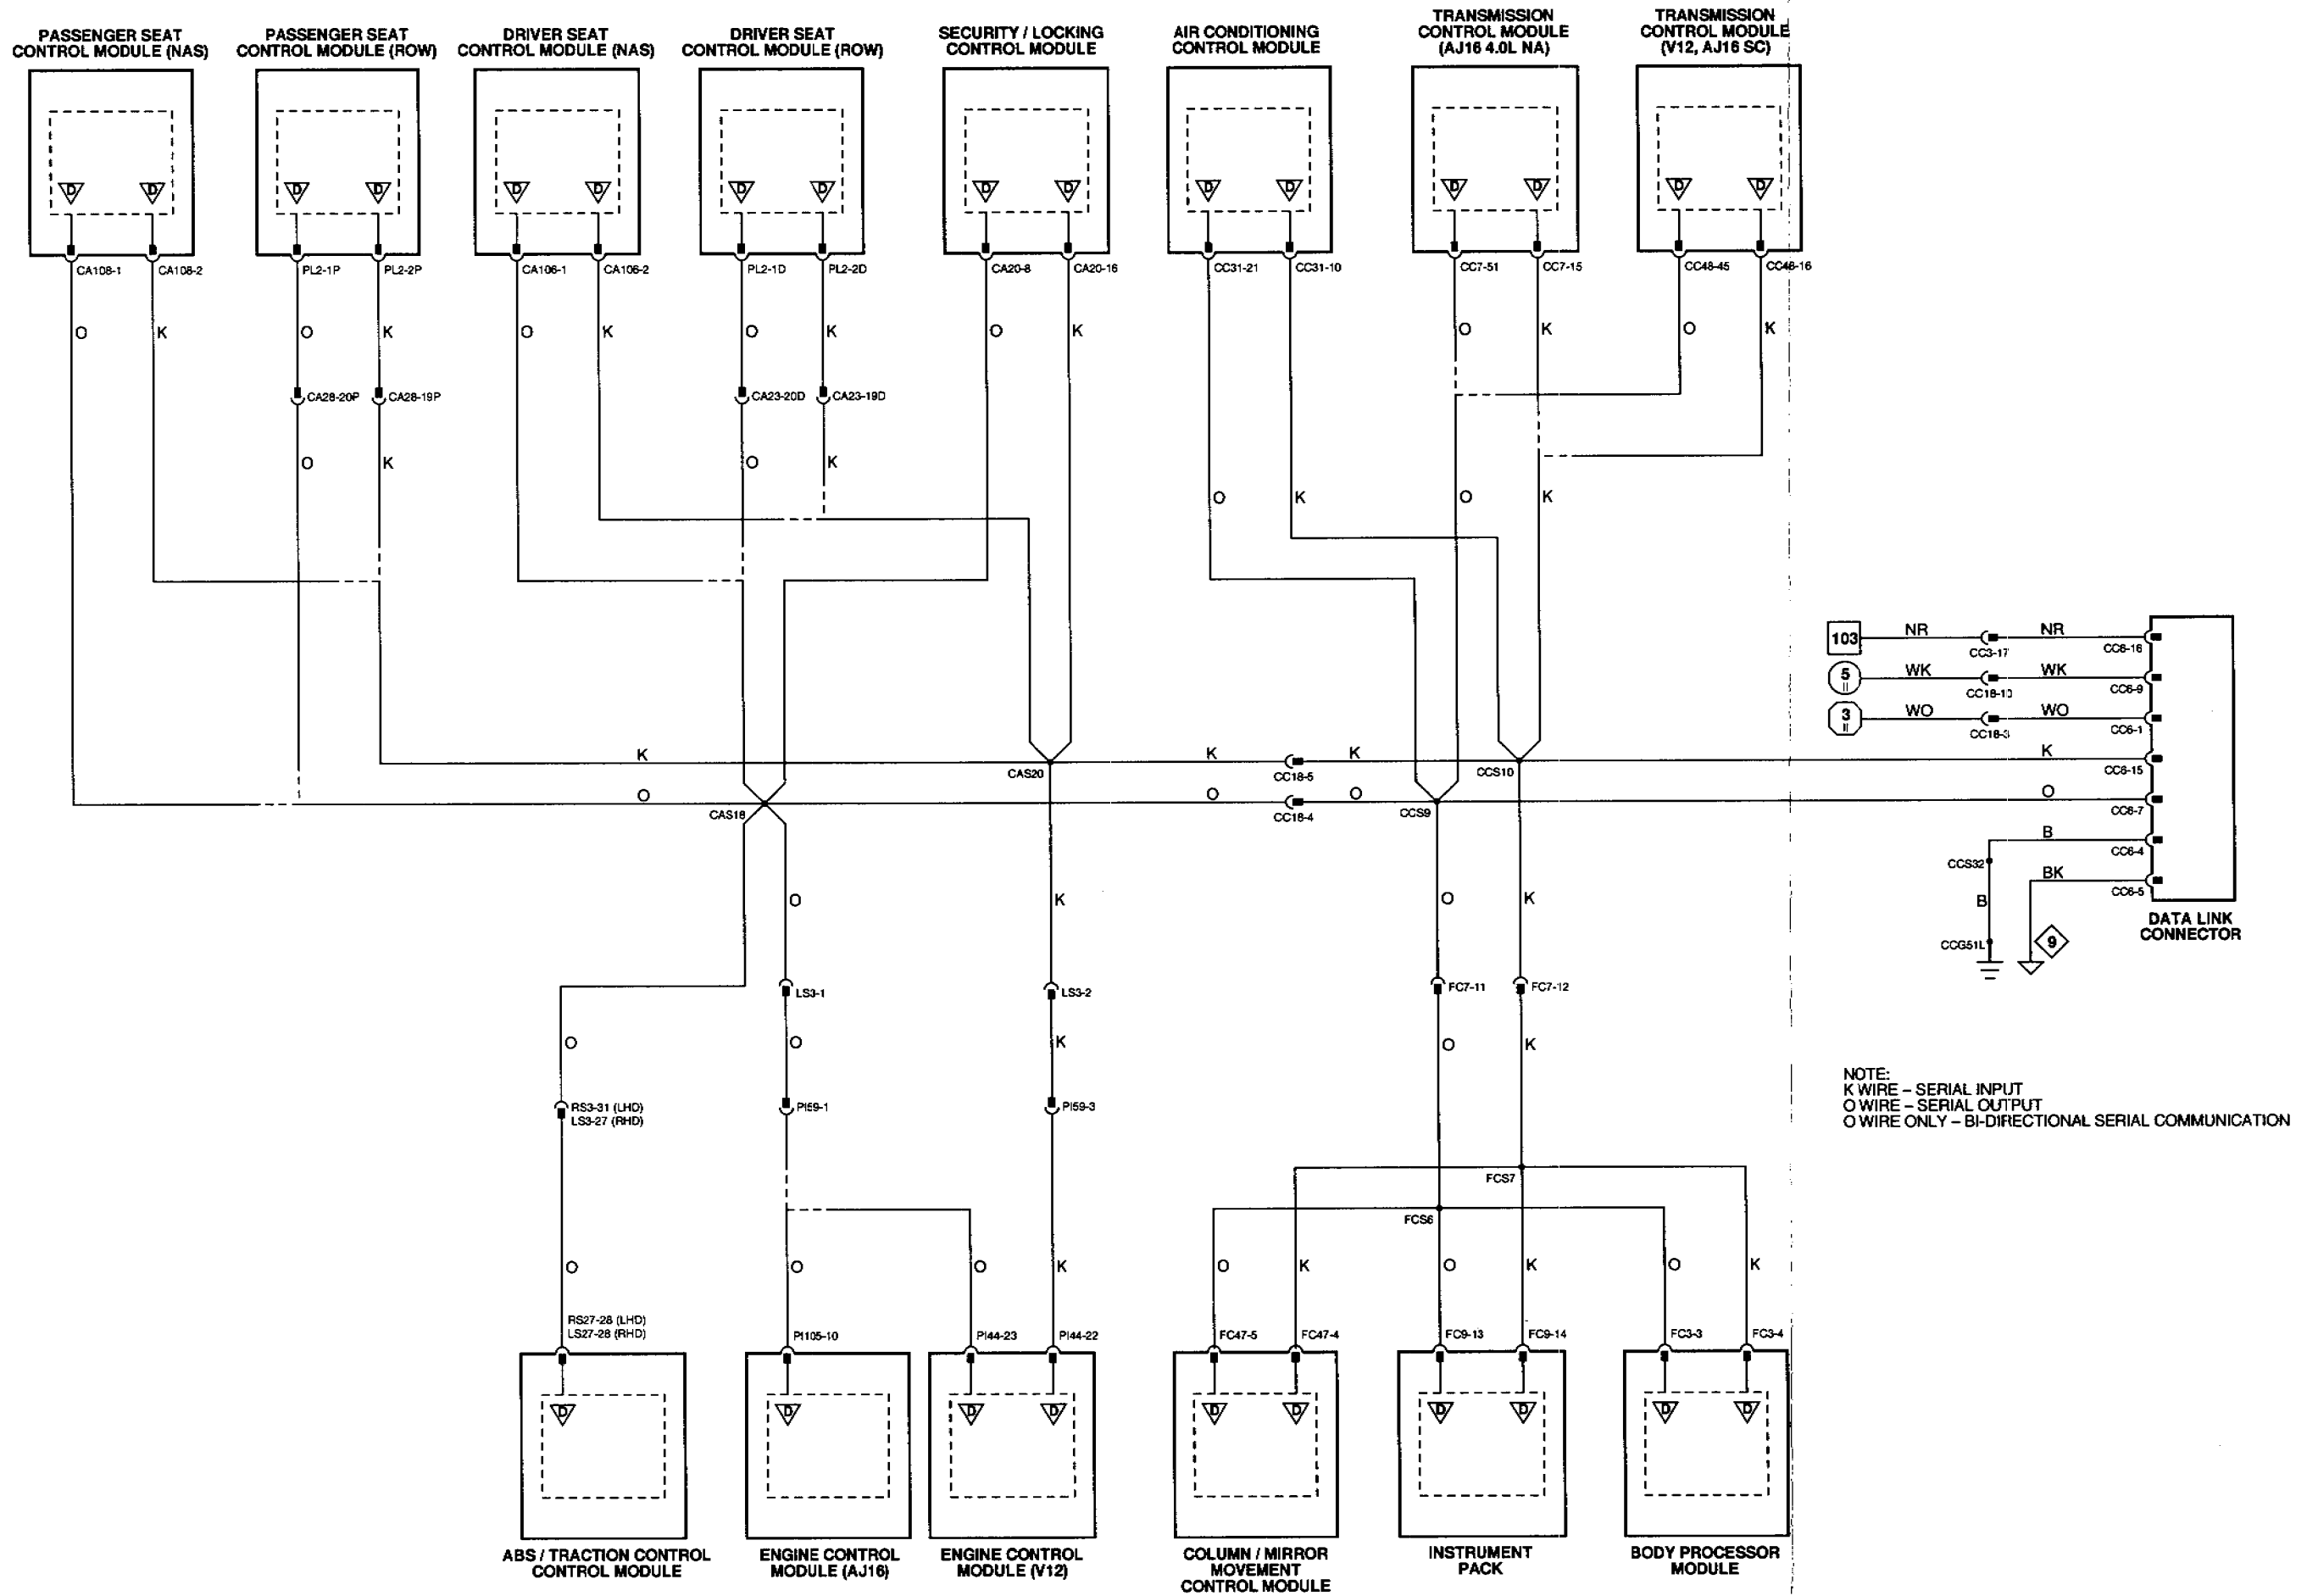 PASSENGER SEAT
CONTROL MODULE (NAS)
PASSENGER SEAT
CONTROL MODULE (ROW)
DRIVER SEAT
CONTROL MODULE (NAS)
DRIVER SEAT
CONTROL MODULE (ROW)
SECURITY / LOCKING
CONTROL MODULE
AIR CONDITIONING
CONTROL MODULE
TRANSMISSION
CONTROL MODULE
(AJ16 4.0L NA)
TRANSMISSION
CONTROL MODULE
(V12, AJ16 SC)
D D D D D D D D D D D D D D D D
CA108-1 CA108-2 PL2-1P PL2-2P CA106-1 CA106-2 PL2-1D PL2-2D CA20-8 CA20-16 CC31-21 CC31-10 CC7-51 CC7-15 CC48-45 CC48-16
O K O K O K O K O K O K O K
CA28-20P CA28-19P CA23-20D CA23-19D
O K O K
O K O K
103 NR NR
CC3-17 CC6-16
5 WK WK
II CC18-10 CC6-9
3 WO WO
II CC18-3 CC6-1
K K K K
CAS20 CC18-5 CCS10 CC6-15
O O O O
CAS18 CC18-4 CCS9 CC6-7
B
CCS32 CC6-4
BK
B CC6-5
CCG51L 9
DATA LINK
CONNECTOR
O K O K
LS3-1 LS3-2 FC7-11 FC7-12
O O K O K
RS3-31 (LHD)
LS3-27 (RHD)
PI59-1 PI59-3
NOTE:
K WIRE – SERIAL INPUT
O WIRE – SERIAL OUTPUT
O WIRE ONLY – BI-DIRECTIONAL SERIAL COMMUNICATION
FCS7
FCS6
O O O K O K O K O K
RS27-28 (LHD)
LS27-28 (RHD)
PI105-10 PI44-23 PI44-22 FC47-5 FC47-4 FC9-13 FC9-14 FC3-3 FC3-4
D D D D D D D D D D
ABS / TRACTION CONTROL
CONTROL MODULE
ENGINE CONTROL
MODULE (AJ16)
ENGINE CONTROL
MODULE (V12)
COLUMN / MIRROR
MOVEMENT
CONTROL MODULE
INSTRUMENT
PACK
BODY PROCESSOR
MODULE